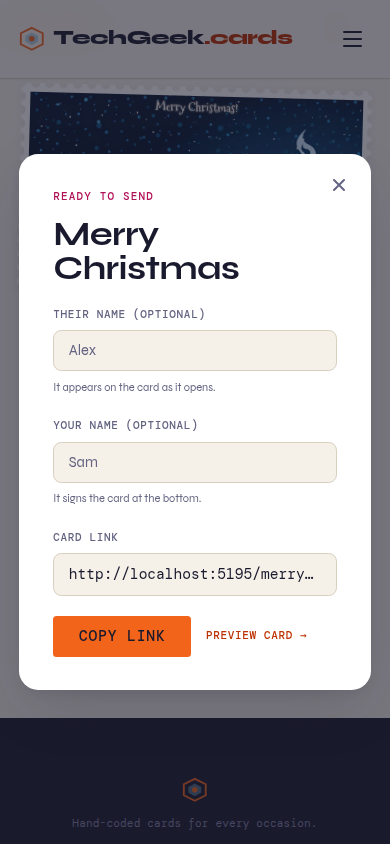 TechGeek.cards
Merry Christmas!
READY TO SEND
Merry
Christmas
THEIR NAME (OPTIONAL)
Alex
It appears on the card as it opens.
YOUR NAME (OPTIONAL)
Sam
It signs the card at the bottom.
CARD LINK
http://localhost:5195/merry…
COPY LINK
PREVIEW CARD →
Hand-coded cards for every occasion.